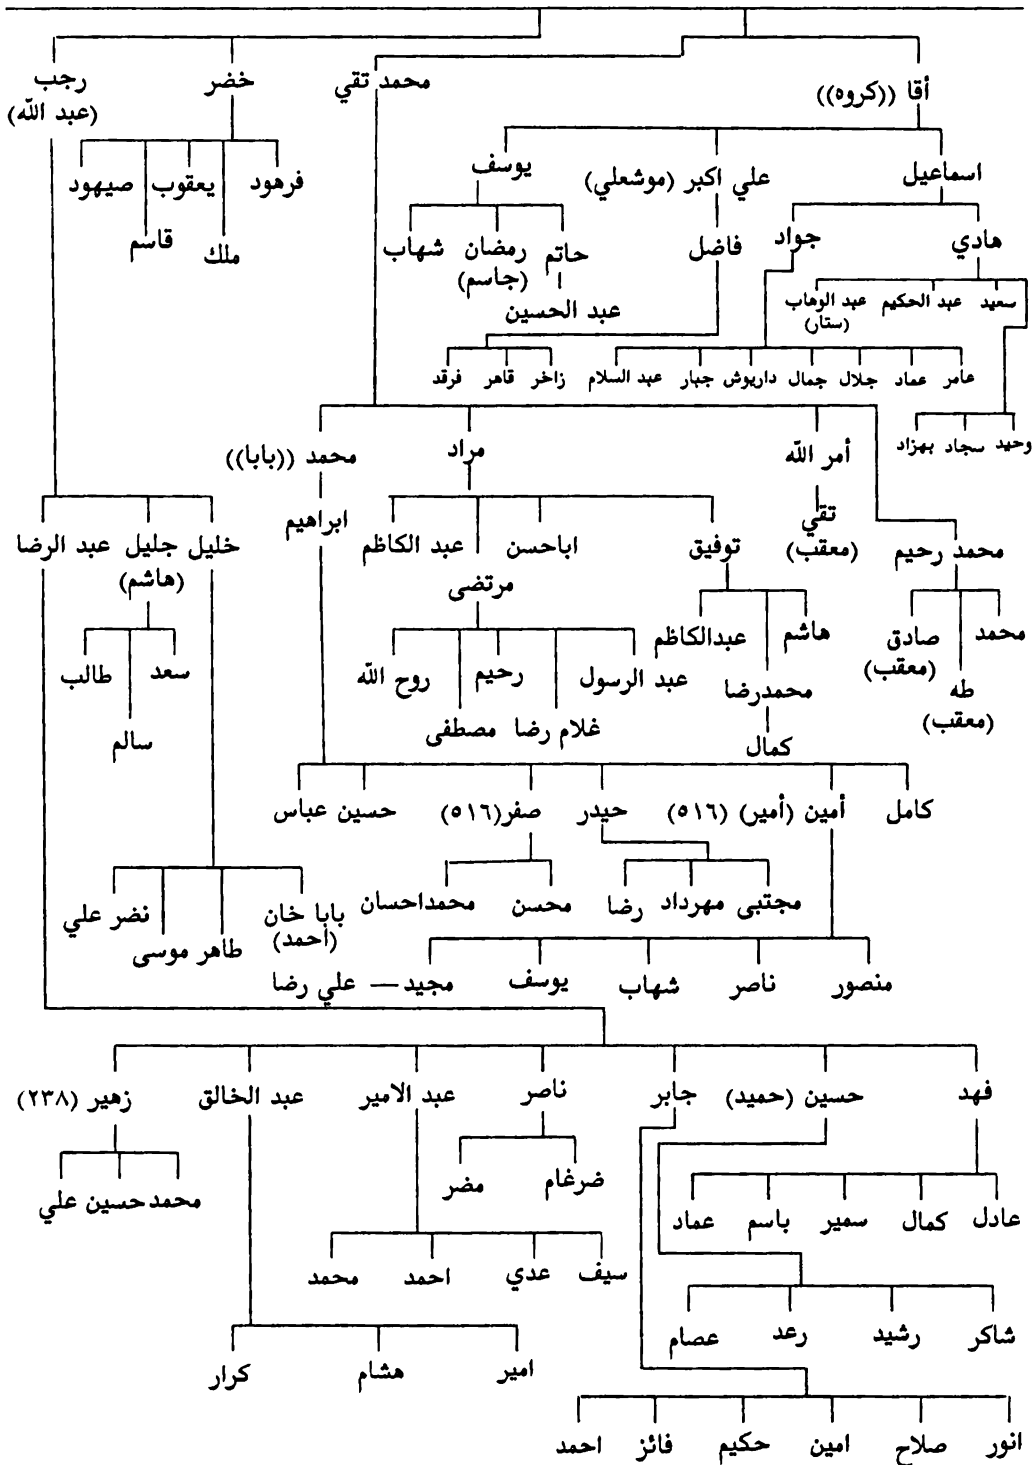 أقا ((كروه)) محمد تقي خضر رجب
(عبد الله)
اسماعيل علي اكبر (موشعلي) يوسف
فرهود يعقوب صيهود
ملك قاسم
هادي جواد فاضل حاتم رمضان شهاب
(جاسم)
عبد الحسين
سعيد عبد الحكيم عبد الوهاب
(ستار)
عامر عماد جلال جمال داريوش جبار عبد السلام زاخر قاهر فرقد
وحيد سجاد بهزاد
أمر الله مراد محمد ((بابا))
ابراهيم
تقي
(معقب)
محمد رحيم توفيق اباحسن عبد الكاظم
مرتضى
خليل جليل عبد الرضا
(هاشم)
محمد صادق
(معقب)
طه
(معقب)
هاشم عبدالكاظم
محمدرضا
كمال
عبد الرسول رحيم روح الله
غلام رضا مصطفى
سعد طالب
سالم
كامل أمين (أمير) (٥١٦) حيدر صفر(٥١٦) حسين عباس
مجتبى مهرداد رضا محسن محمداحسان
بابا خان نضر علي
(احمد)
طاهر موسى
منصور ناصر شهاب يوسف مجيد — علي رضا
فهد حسين (حميد) جابر ناصر عبد الامير عبد الخالق زهير (٢٣٨)
ضرغام مضر
محمد حسين علي
عادل كمال سمير باسم عماد
سيف عدي احمد محمد
شاكر رشيد رعد عصام
امير هشام كرار
انور صلاح امين حكيم فائز احمد